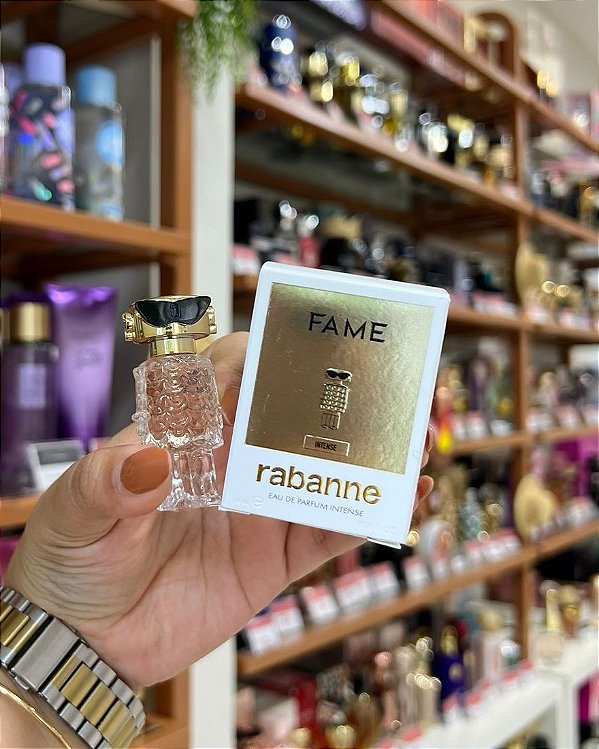 FAME
INTENSE
rabanne
EAU DE PARFUM INTENSE